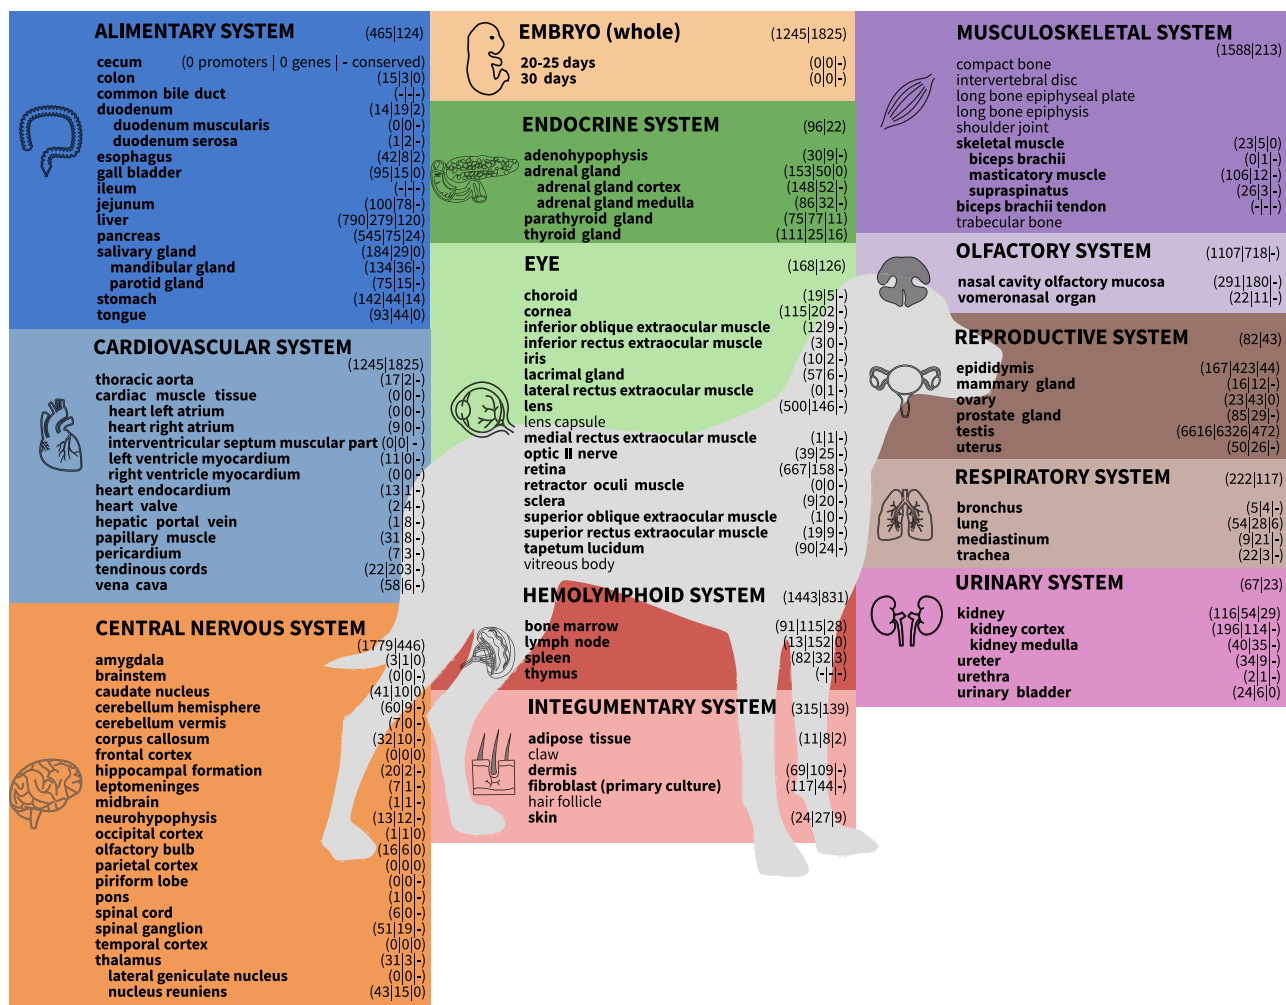 ALIMENTARY SYSTEM (465|124)
cecum (0 promoters | 0 genes | - conserved)
colon (15|3|0)
common bile duct (-|-|-)
duodenum (14|19|2)
duodenum muscularis (0|0|-)
duodenum serosa (1|2|-)
esophagus (42|8|2)
gall bladder (95|15|0)
ileum (-|-|-)
jejunum (100|78|-)
liver (790|279|120)
pancreas (545|75|24)
salivary gland (184|29|0)
mandibular gland (134|36|-)
parotid gland (75|15|-)
stomach (142|44|14)
tongue (93|44|0)
CARDIOVASCULAR SYSTEM
(1245|1825)
thoracic aorta (17|2|-)
cardiac muscle tissue (0|0|-)
heart left atrium (0|0|-)
heart right atrium (9|0|-)
interventricular septum muscular part (0|0|-)
left ventricle myocardium (11|0|-)
right ventricle myocardium (0|0|-)
heart endocardium (13|1|-)
heart valve (2|4|-)
hepatic portal vein (1|8|-)
papillary muscle (31|8|-)
pericardium (7|3|-)
tendinous cords (22|203|-)
vena cava (58|6|-)
CENTRAL NERVOUS SYSTEM
(1779|446)
amygdala (3|1|0)
brainstem (0|0|-)
caudate nucleus (41|10|0)
cerebellum hemisphere (60|9|-)
cerebellum vermis (7|0|-)
corpus callosum (32|10|-)
frontal cortex (0|0|0)
hippocampal formation (20|2|-)
leptomeninges (7|1|-)
midbrain (1|1|-)
neurohypophysis (13|12|-)
occipital cortex (1|1|0)
olfactory bulb (16|6|0)
parietal cortex (0|0|0)
piriform lobe (0|0|-)
pons (1|0|-)
spinal cord (6|0|-)
spinal ganglion (51|19|-)
temporal cortex (0|0|0)
thalamus (31|3|-)
lateral geniculate nucleus (0|0|-)
nucleus reuniens (43|15|0)
EMBRYO (whole) (1245|1825)
20-25 days (0|0|-)
30 days (0|0|-)
ENDOCRINE SYSTEM (96|22)
adenohypophysis (30|9|-)
adrenal gland (153|50|0)
adrenal gland cortex (148|52|-)
adrenal gland medulla (86|32|-)
parathyroid gland (75|77|11)
thyroid gland (111|25|16)
EYE (168|126)
choroid (19|5|-)
cornea (115|202|-)
inferior oblique extraocular muscle (12|9|-)
inferior rectus extraocular muscle (3|0|-)
iris (10|2|-)
lacrimal gland (57|6|-)
lateral rectus extraocular muscle (0|1|-)
lens (500|146|-)
lens capsule
medial rectus extraocular muscle (1|1|-)
optic II nerve (39|25|-)
retina (667|158|-)
retractor oculi muscle (0|0|-)
sclera (9|20|-)
superior oblique extraocular muscle (1|0|-)
superior rectus extraocular muscle (19|9|-)
tapetum lucidum (90|24|-)
vitreous body
HEMOLYMPHOID SYSTEM (1443|831)
bone marrow (91|115|28)
lymph node (13|152|0)
spleen (82|32|3)
thymus (-|-|-)
INTEGUMENTARY SYSTEM (315|139)
adipose tissue (11|8|2)
claw
dermis (69|109|-)
fibroblast (primary culture) (117|44|-)
hair follicle
skin (24|27|9)
MUSCULOSKELETAL SYSTEM
(1588|213)
compact bone
intervertebral disc
long bone epiphyseal plate
long bone epiphysis
shoulder joint
skeletal muscle (23|5|0)
biceps brachii (0|1|-)
masticatory muscle (106|12|-)
supraspinatus (26|3|-)
biceps brachii tendon (-|-|-)
trabecular bone
OLFACTORY SYSTEM (1107|718|-)
nasal cavity olfactory mucosa (291|180|-)
vomeronasal organ (22|11|-)
REPRODUCTIVE SYSTEM (82|43)
epididymis (167|423|44)
mammary gland (16|12|-)
ovary (23|43|0)
prostate gland (85|29|-)
testis (6616|6326|472)
uterus (50|26|-)
RESPIRATORY SYSTEM (222|117)
bronchus (5|4|-)
lung (54|28|6)
mediastinum (9|21|-)
trachea (22|3|-)
URINARY SYSTEM (67|23)
kidney (116|54|29)
kidney cortex (196|114|-)
kidney medulla (40|35|-)
ureter (34|9|-)
urethra (2|1|-)
urinary bladder (24|6|0)